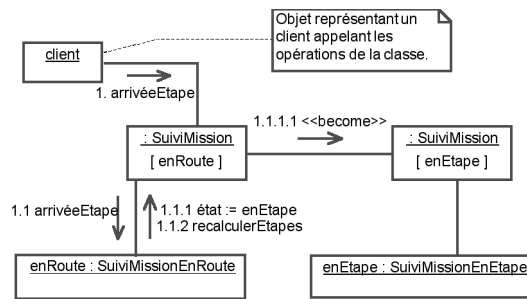 Objet représentant un
client appelant les
opérations de la classe.
client
1. arrivéeEtape
: SuiviMission
[ enRoute ]
1.1.1.1 <<become>>
: SuiviMission
[ enEtape ]
1.1 arrivéeEtape
1.1.1 état := enEtape
1.1.2 recalculerEtapes
enRoute : SuiviMissionEnRoute
enEtape : SuiviMissionEnEtape